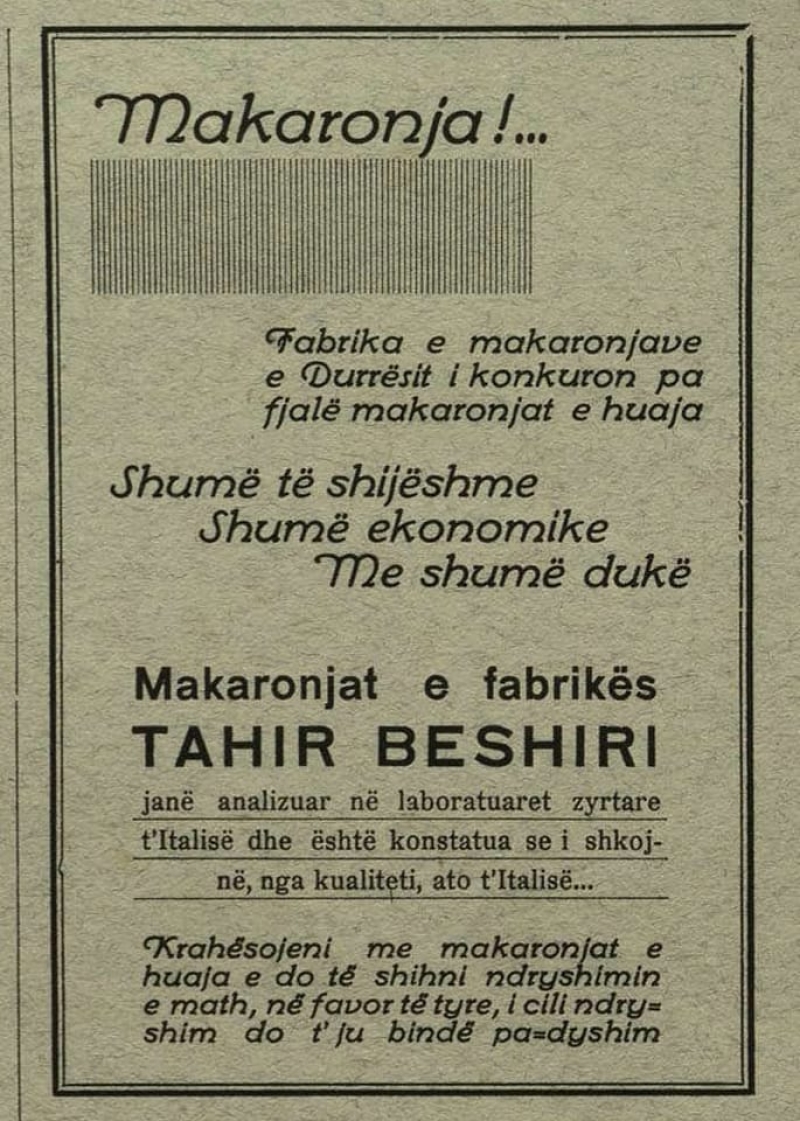 Makaronja!...
Fabrika e makaronjave
e Durrësit i konkuron pa
fjalë makaronjat e huaja
Shumë të shijëshme
Shumë ekonomike
Me shumë dukë
Makaronjat e fabrikës
TAHIR BESHIRI
janë analizuar në laboratuaret zyrtare
t'Italisë dhe është konstatua se i shkoj-
në, nga kualiteti, ato t'Italisë...
Krahësojeni me makaronjat e
huaja e do të shihni ndryshimin
e math, në favor të tyre, i cili ndry=
shim do t'ju bindë pa=dyshim